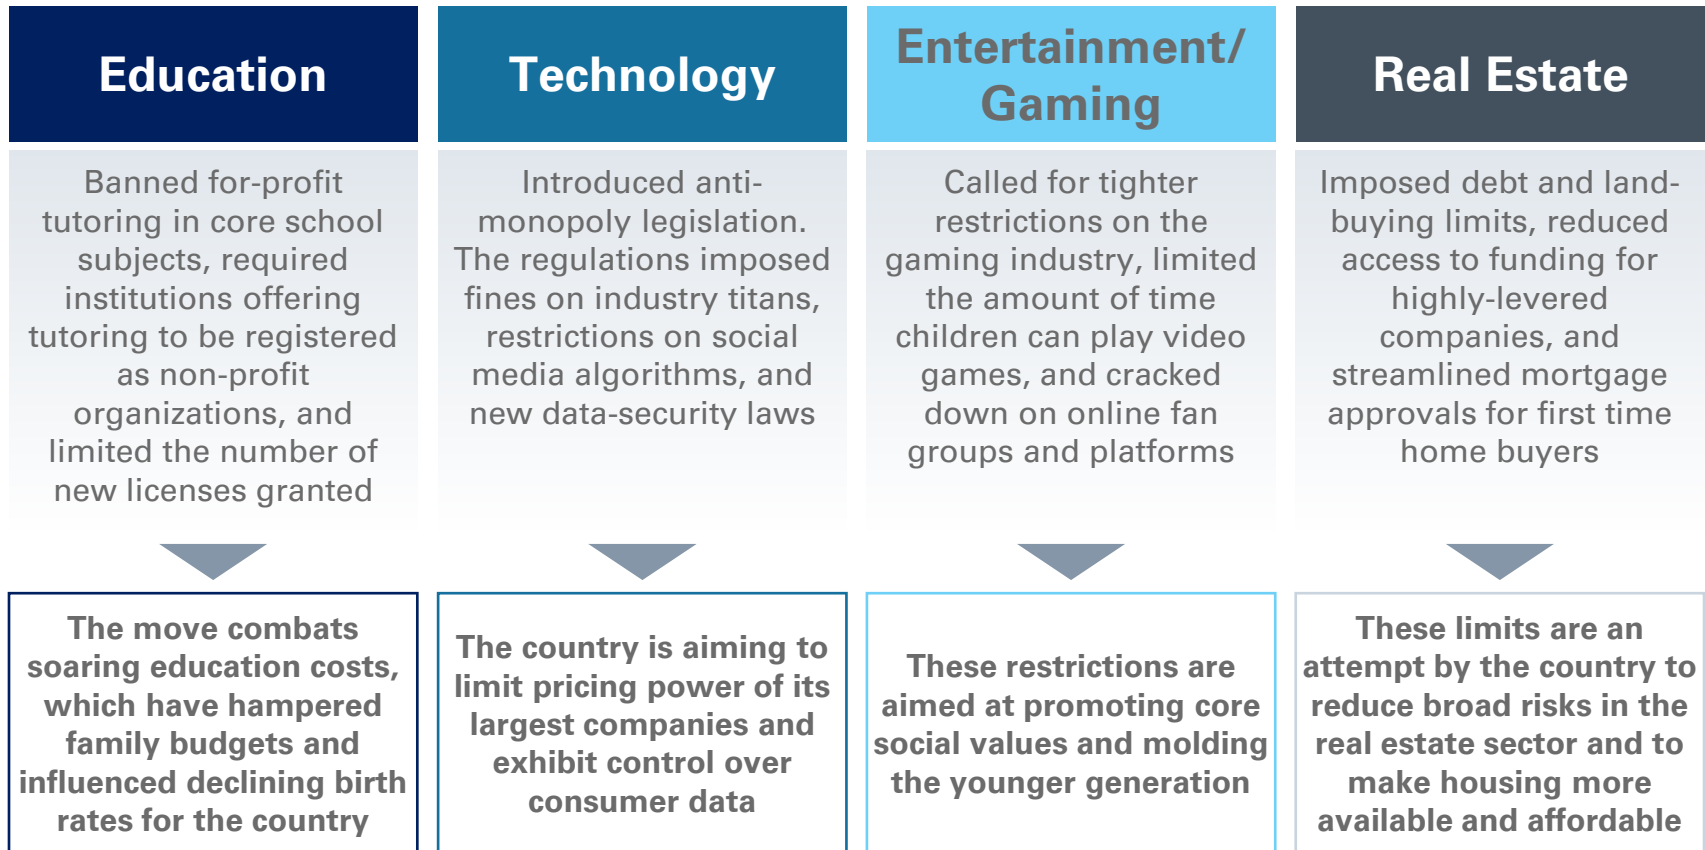 Education
Banned for-profit
tutoring in core school
subjects, required
institutions offering
tutoring to be registered
as non-profit
organizations, and
limited the number of
new licenses granted
The move combats
soaring education costs,
which have hampered
family budgets and
influenced declining birth
rates for the country
Technology
Introduced anti-
monopoly legislation.
The regulations imposed
fines on industry titans,
restrictions on social
media algorithms, and
new data-security laws
The country is aiming to
limit pricing power of its
largest companies and
exhibit control over
consumer data
Entertainment/
Gaming
Called for tighter
restrictions on the
gaming industry, limited
the amount of time
children can play video
games, and cracked
down on online fan
groups and platforms
These restrictions are
aimed at promoting core
social values and molding
the younger generation
Real Estate
Imposed debt and land-
buying limits, reduced
access to funding for
highly-levered
companies, and
streamlined mortgage
approvals for first time
home buyers
These limits are an
attempt by the country to
reduce broad risks in the
real estate sector and to
make housing more
available and affordable